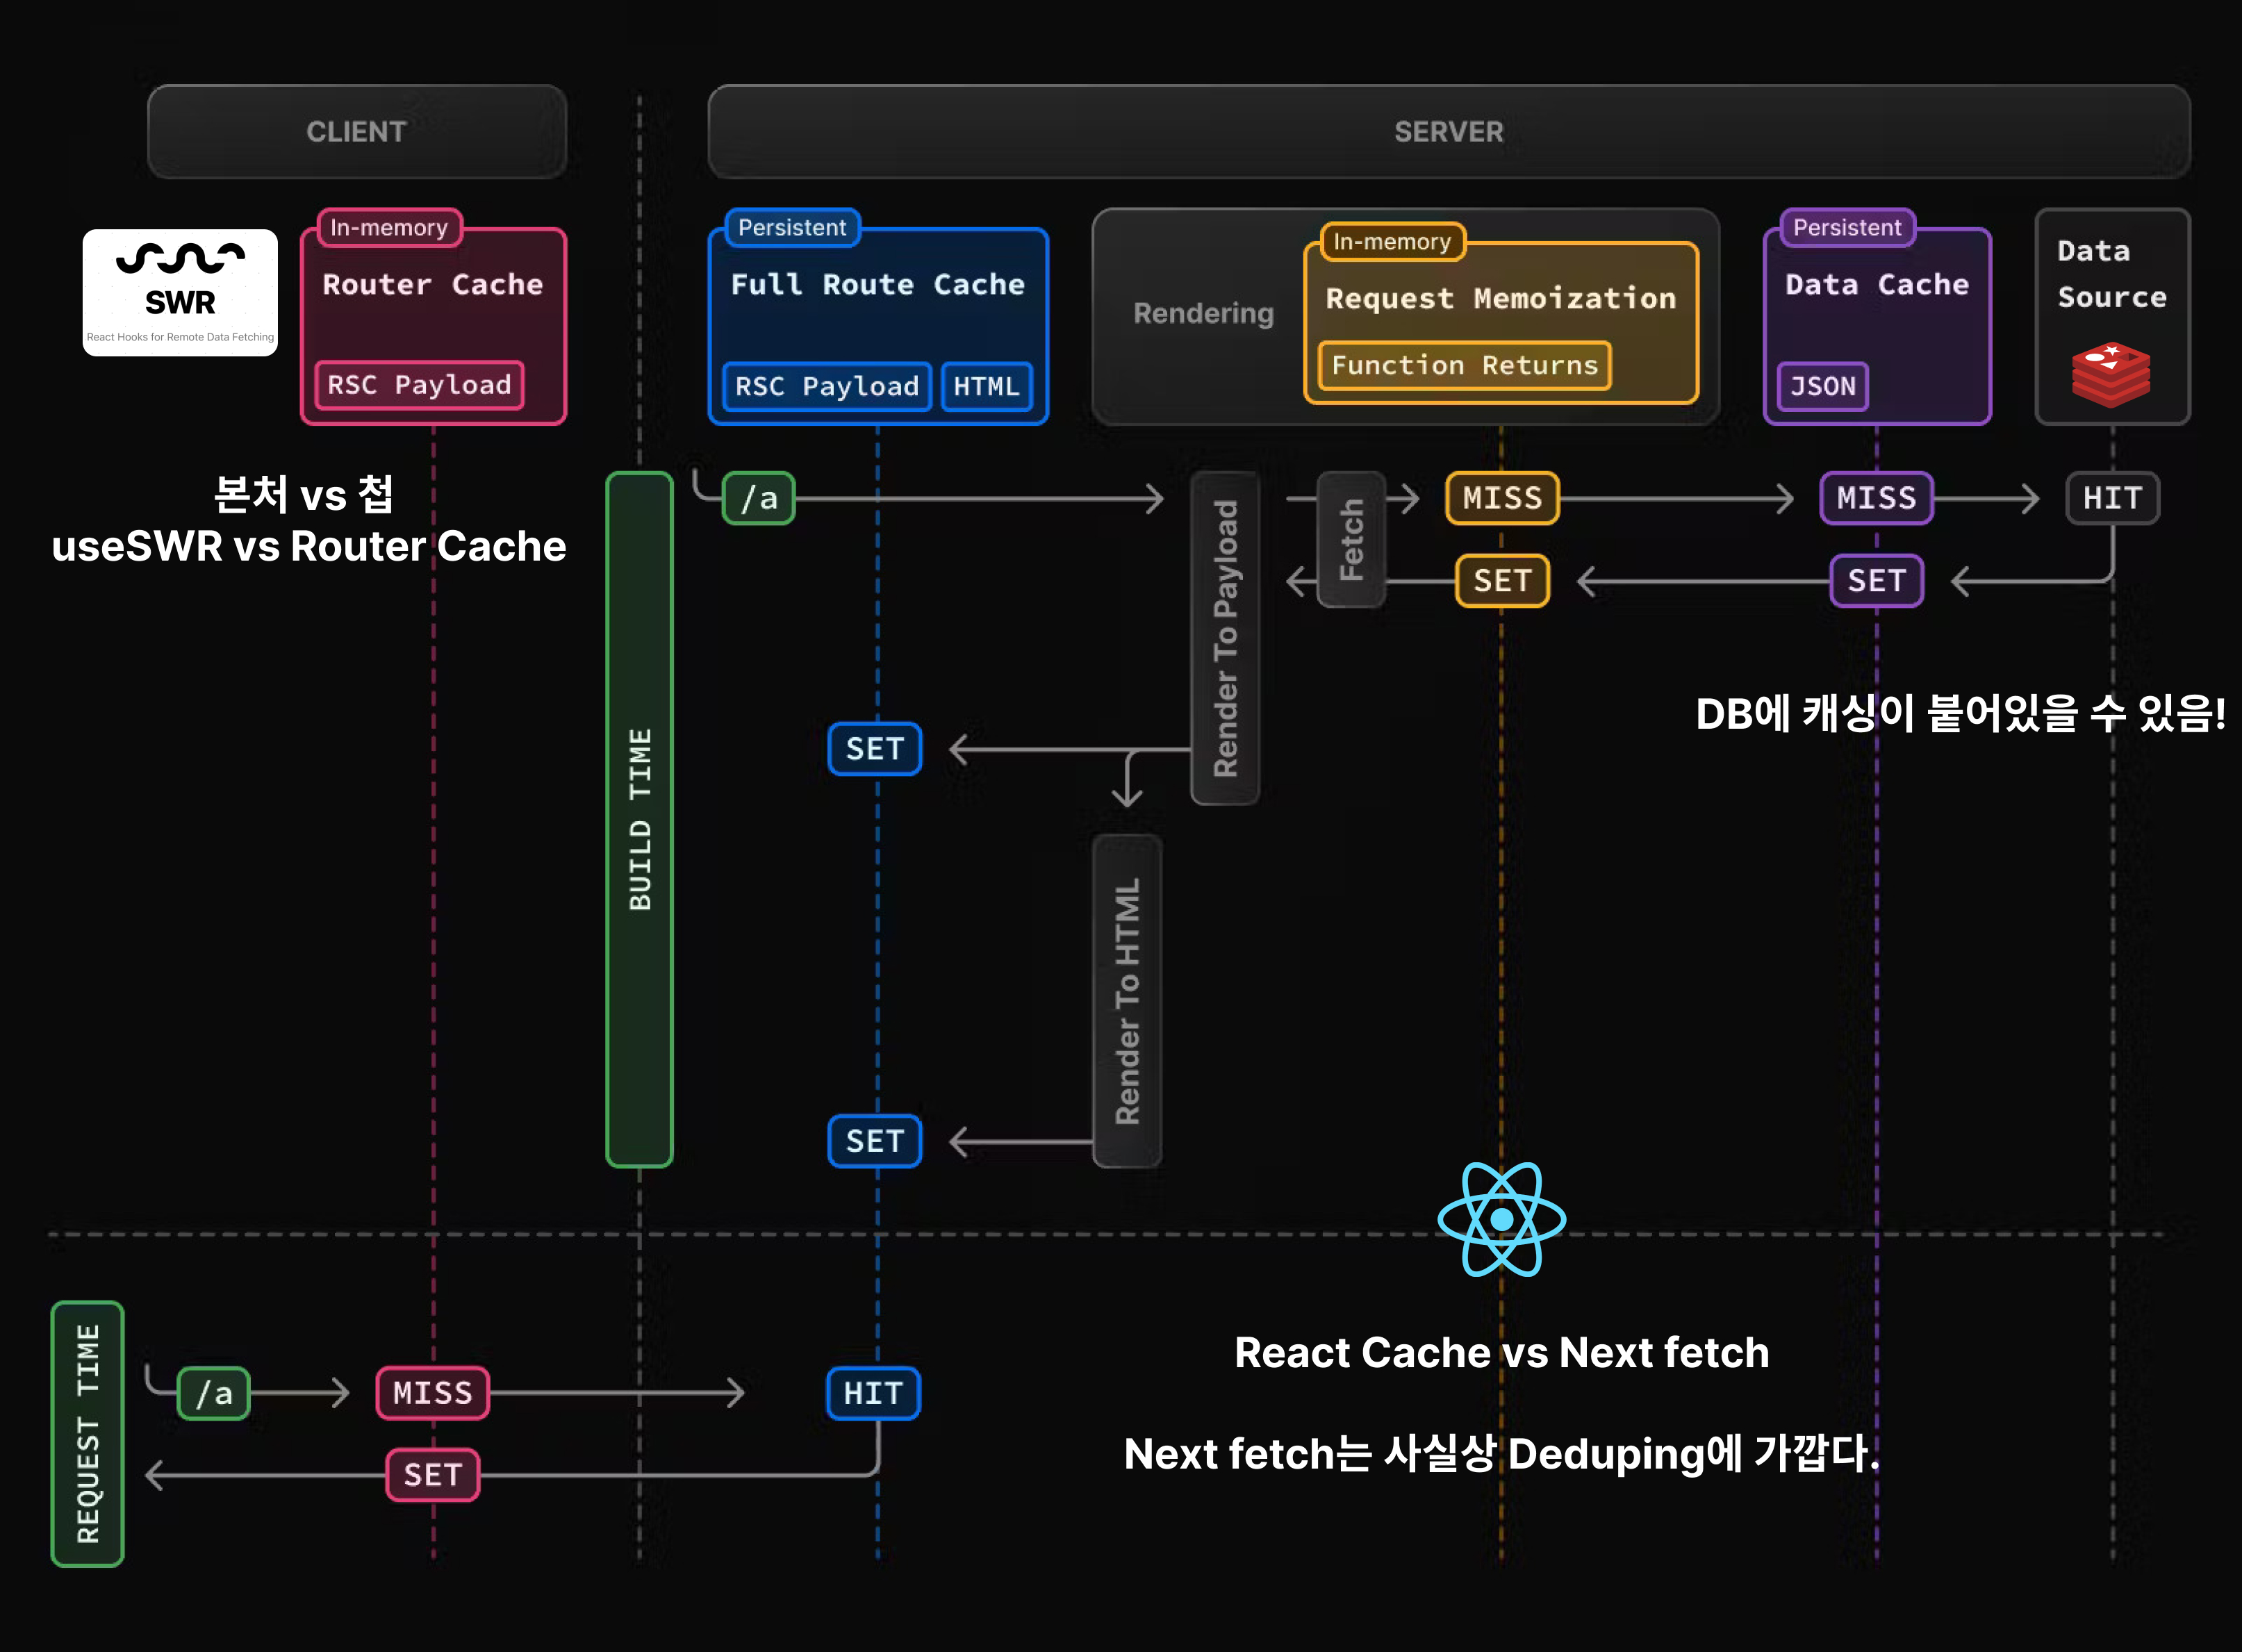 CLIENT
SERVER
SWR
React Hooks for Remote Data Fetching
In-memory
Router Cache
RSC Payload
Persistent
Full Route Cache
RSC Payload
HTML
Rendering
In-memory
Request Memoization
Function Returns
Persistent
Data Cache
JSON
Data
Source
본처 vs 첩
useSWR vs Router Cache
BUILD TIME
/a
Render To Payload
Fetch
MISS
MISS
HIT
SET
SET
DB에 캐싱이 붙어있을 수 있음!
SET
Render To HTML
SET
REQUEST TIME
/a
MISS
HIT
SET
React Cache vs Next fetch
Next fetch는 사실상 Deduping에 가깝다.